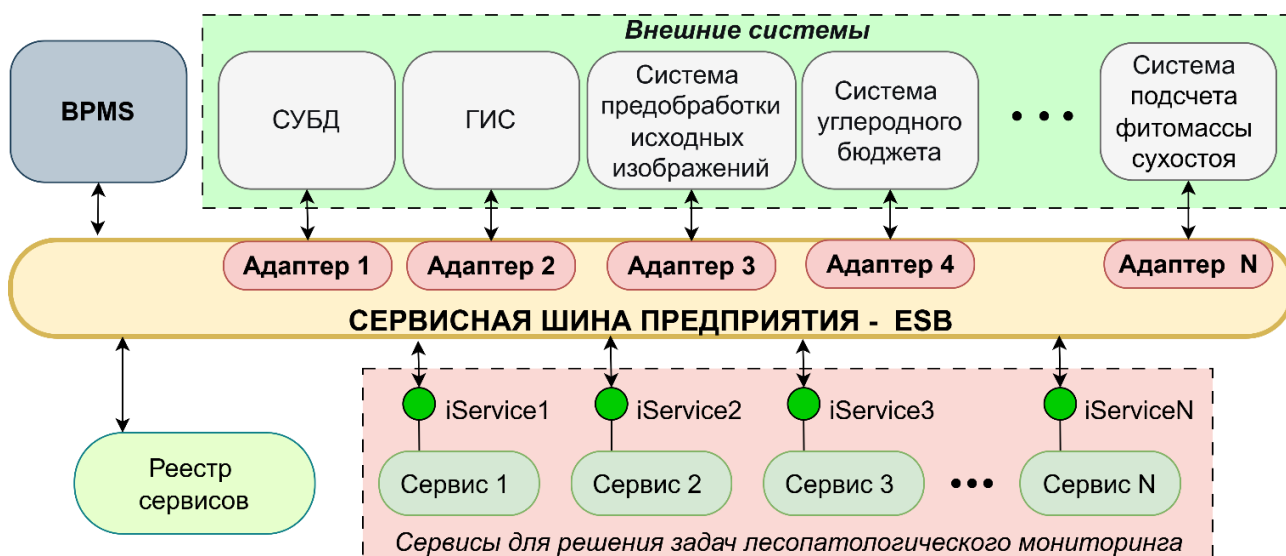 Внешние системы
BPMS
СУБД
ГИС
Система
предобработки
исходных
изображений
Система
углеродного
бюджета
• • •
Система
подсчета
фитомассы
сухостоя
Адаптер 1
Адаптер 2
Адаптер 3
Адаптер 4
Адаптер N
СЕРВИСНАЯ ШИНА ПРЕДПРИЯТИЯ - ESB
Реестр
сервисов
iService1
iService2
iService3
iServiceN
Сервис 1
Сервис 2
Сервис 3
•••
Сервис N
Сервисы для решения задач лесопатологического мониторинга